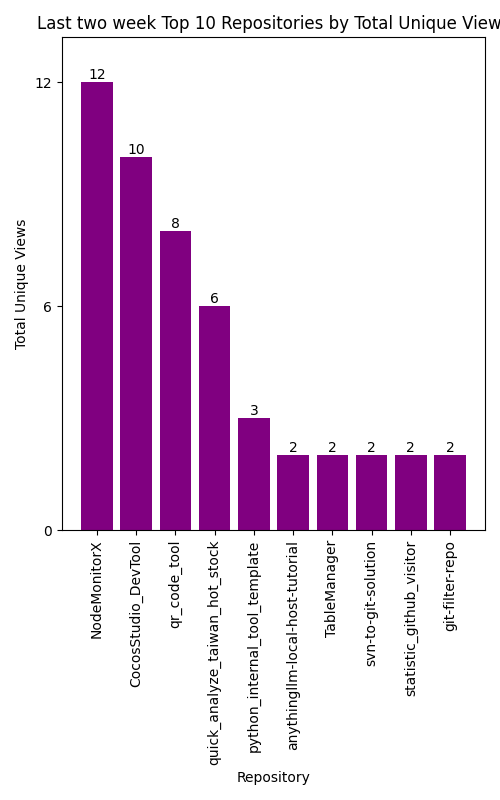 Last two week Top 10 Repositories by Total Unique View
12
10
8
6
3
2
2
2
2
2
12
6
0
Total Unique Views
NodeMonitorX
CocosStudio_DevTool
qr_code_tool
quick_analyze_taiwan_hot_stock
python_internal_tool_template
anythingllm-local-host-tutorial
TableManager
svn-to-git-solution
statistic_github_visitor
git-filter-repo
Repository